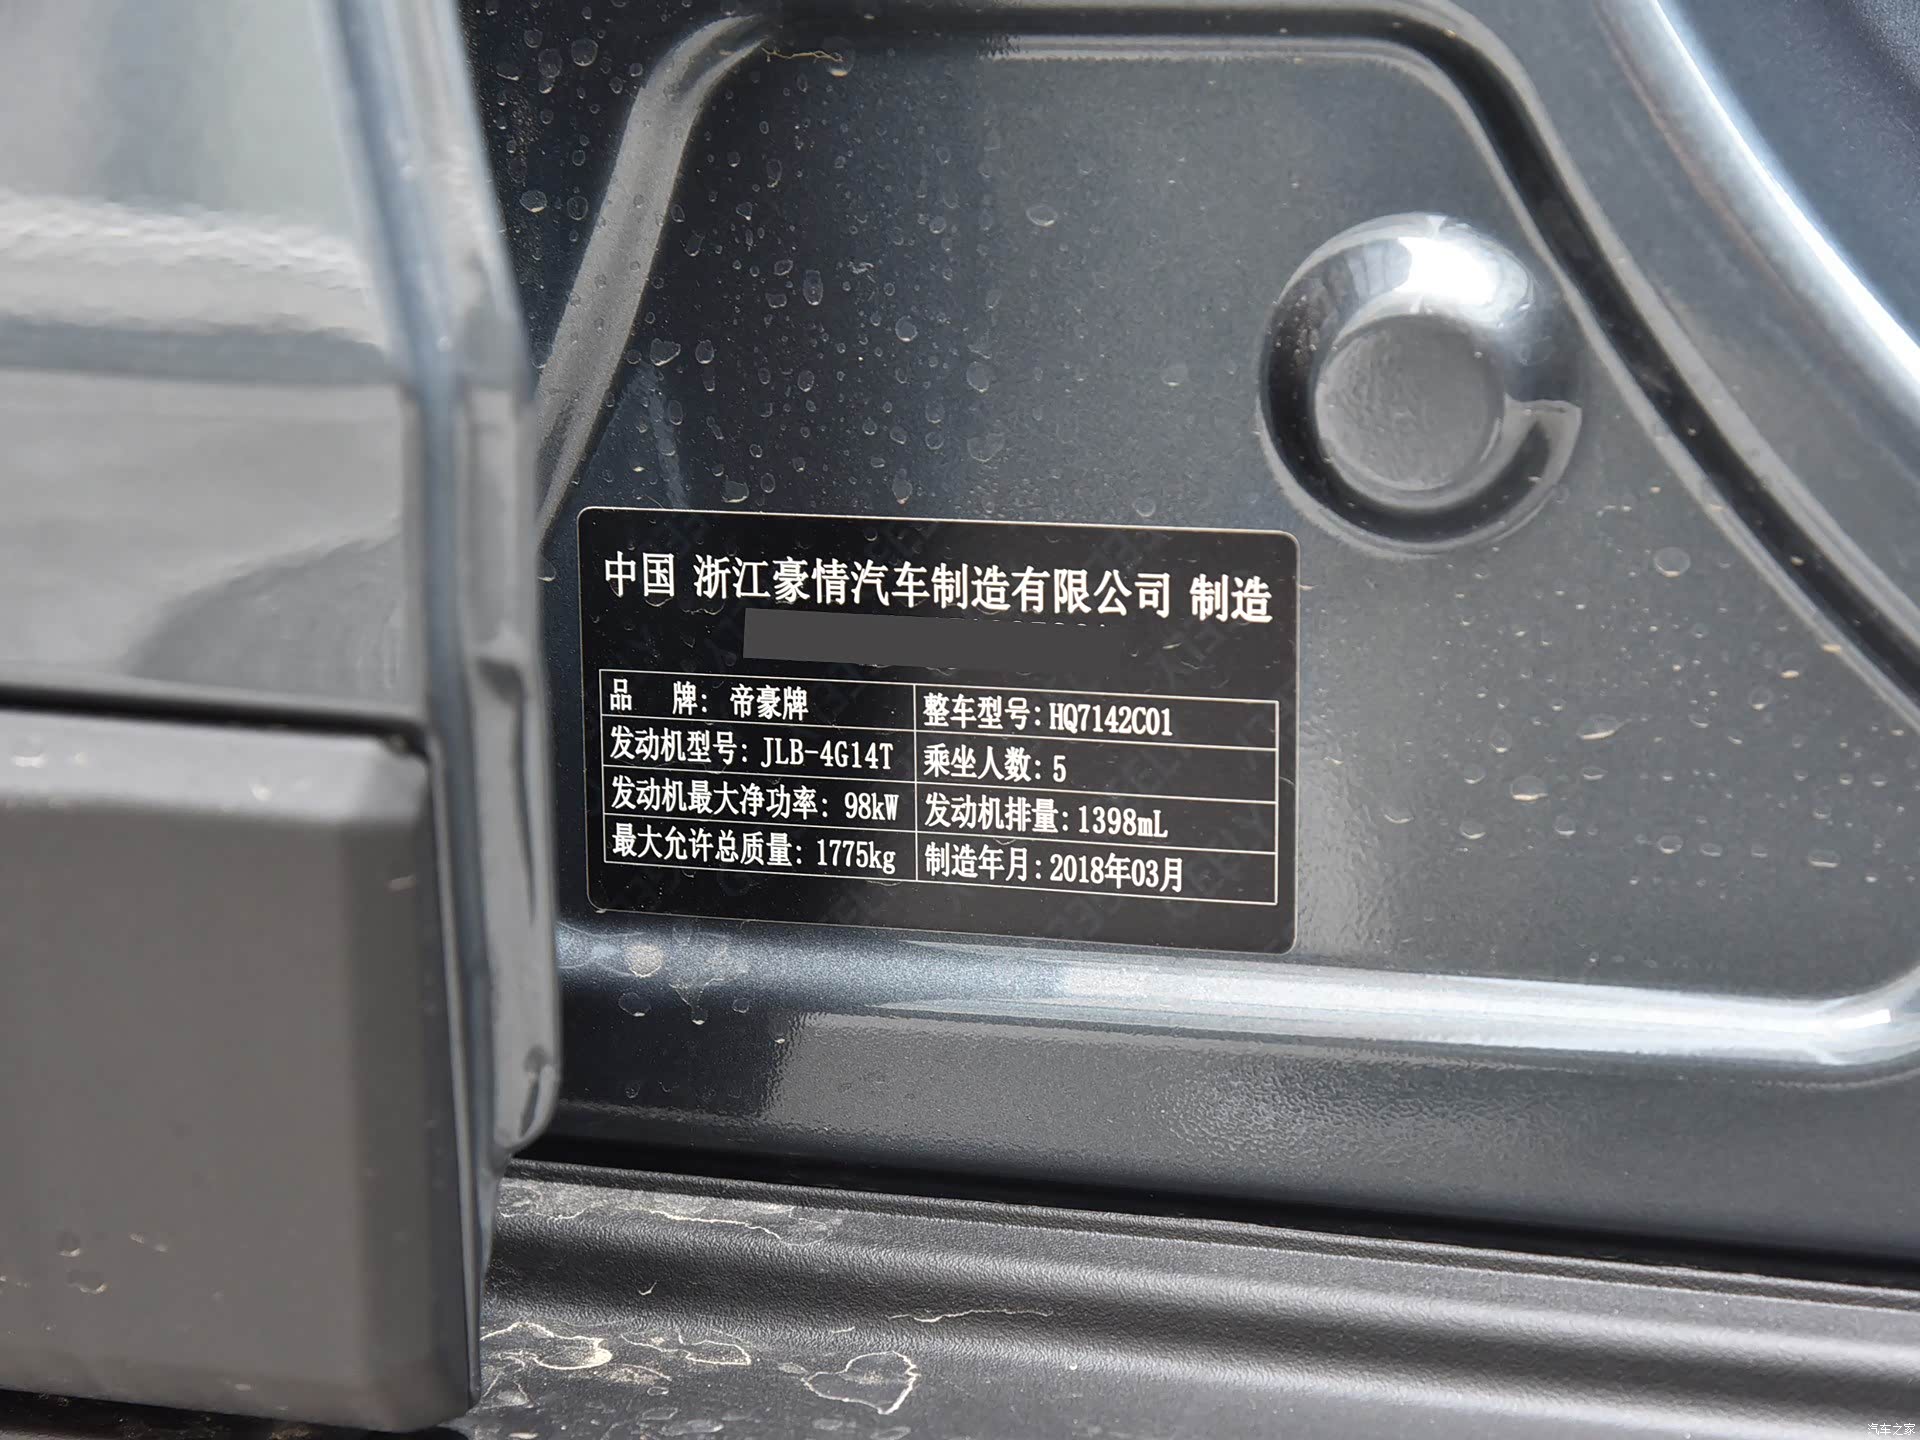 中国 浙江豪情汽车制造有限公司 制造
品 牌: 帝豪牌 整车型号:HQ7142C01
发动机型号: JLB-4G14T 乘坐人数:5
发动机最大净功率: 98kW 发动机排量:1398mL
最大允许总质量: 1775kg 制造年月:2018年03月
汽车之家